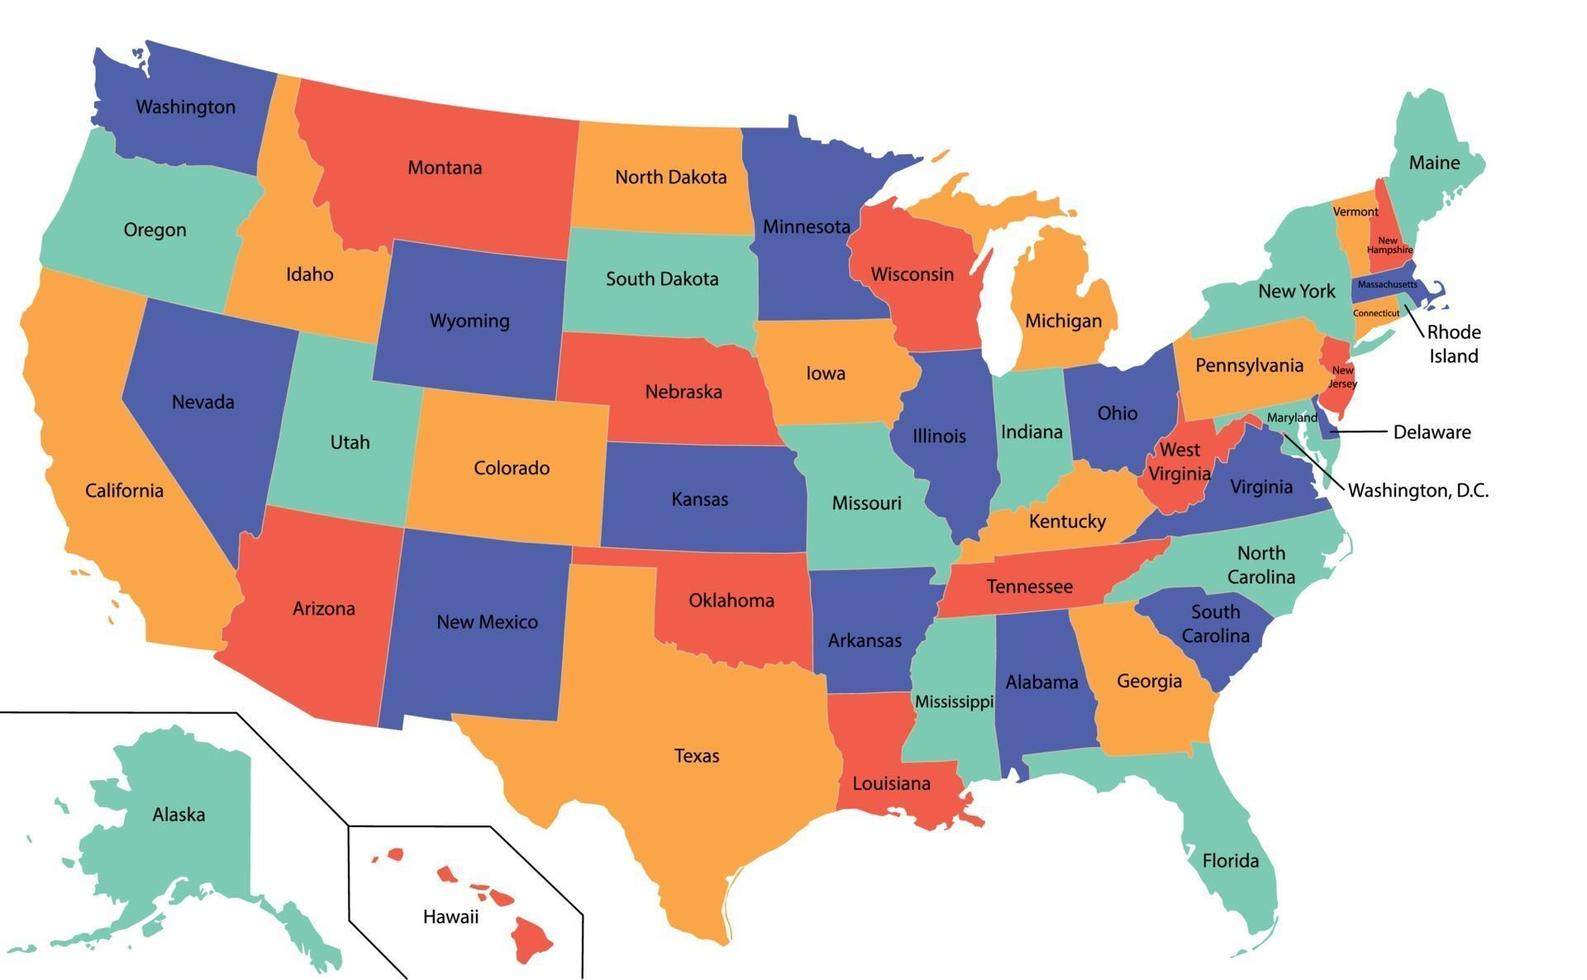 Washington
Montana
North Dakota
Minnesota
Maine
Oregon
Idaho
Wyoming
South Dakota
Wisconsin
Michigan
Vermont
New
Hampshire
New York
Massachusetts
Connecticut
Rhode
Island
Nevada
Utah
Nebraska
Iowa
Pennsylvania
New
Jersey
California
Colorado
Kansas
Missouri
Illinois
Indiana
Ohio
West
Virginia
Maryland
Delaware
Virginia
Washington, D.C.
Kentucky
Arizona
New Mexico
Oklahoma
Arkansas
Tennessee
North
Carolina
South
Carolina
Texas
Louisiana
Mississippi
Alabama
Georgia
Florida
Alaska
Hawaii